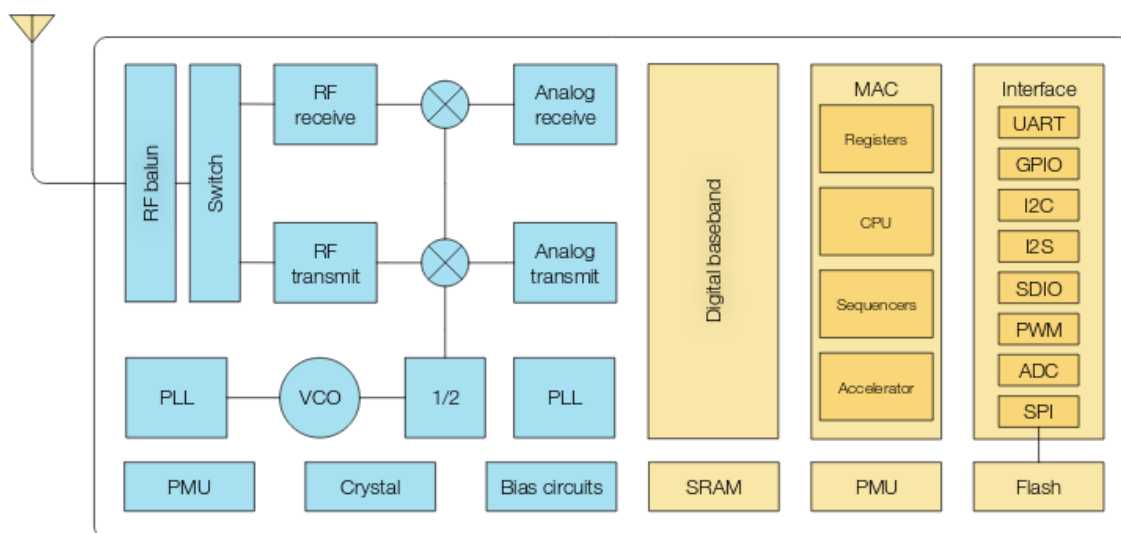 RF balun
Switch
RF
receive
Analog
receive
RF
transmit
Analog
transmit
PLL
VCO
1/2
PLL
PMU
Crystal
Bias circuits
Digital baseband
SRAM
MAC
Registers
CPU
Sequencers
Accelerator
PMU
Interface
UART
GPIO
I2C
I2S
SDIO
PWM
ADC
SPI
Flash